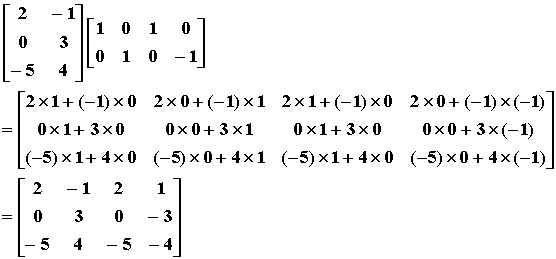 [ 2 −1 ] [ 1 0 1 0 ]
[ 0 3 ] [ 0 1 0 −1 ]
[ −5 4 ]
= [ 2×1+(−1)×0 2×0+(−1)×1 2×1+(−1)×0 2×0+(−1)×(−1) ]
[ 0×1+3×0 0×0+3×1 0×1+3×0 0×0+3×(−1) ]
[ (−5)×1+4×0 (−5)×0+4×1 (−5)×1+4×0 (−5)×0+4×(−1) ]
= [ 2 −1 2 1 ]
[ 0 3 0 −3 ]
[ −5 4 −5 −4 ]